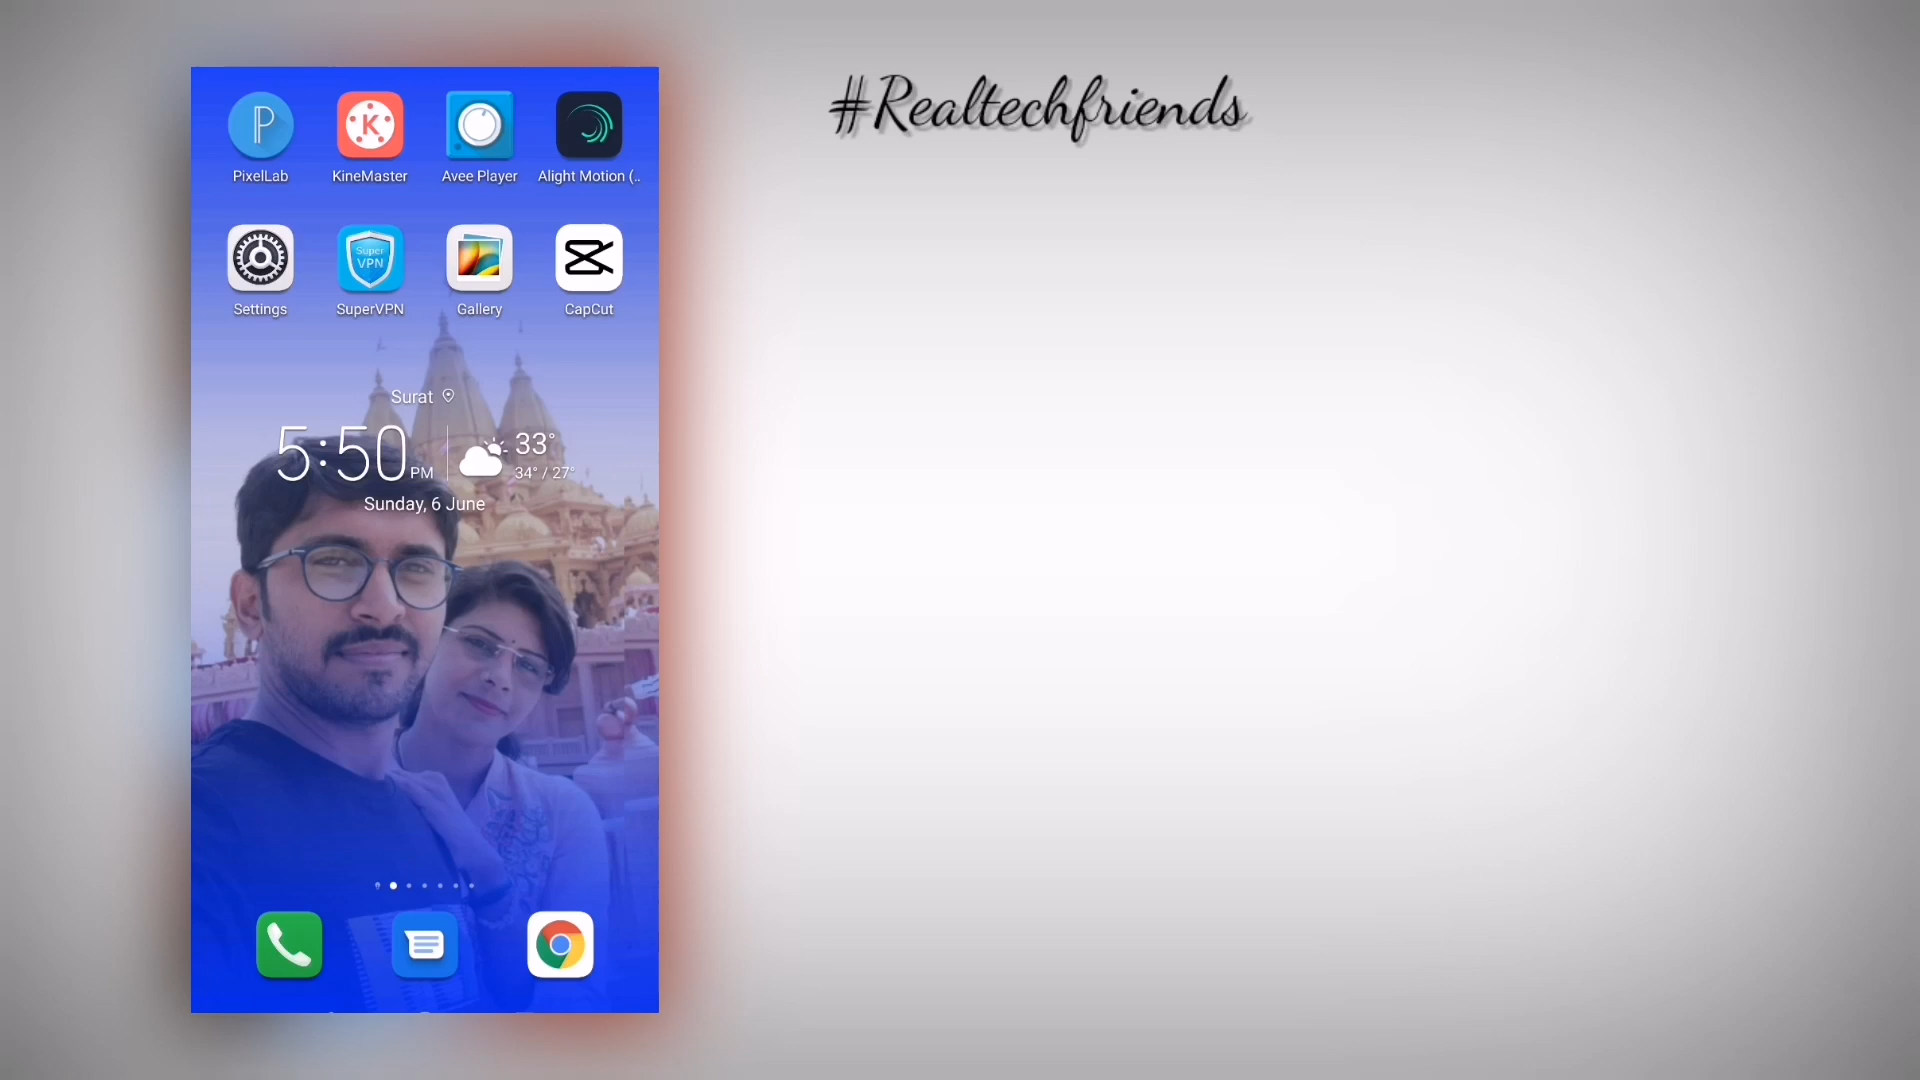 #Realtechfriends
P
K
PixelLab
KineMaster
Avee Player
Alight Motion (..
Super
VPN
Settings
SuperVPN
Gallery
CapCut
Surat
5:50 PM
33°
34° / 27°
Sunday, 6 June